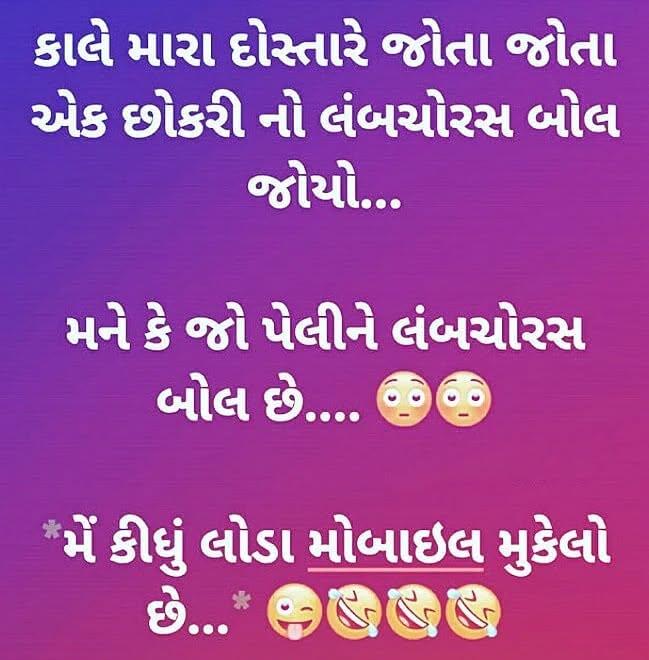 કાલે મારા દોસ્તારે જોતા જોતા
એક છોકરી નો લંબચોરસ બોલ
જોયો...
મને કે જો પેલીને લંબચોરસ
બોલ છે.... 😳😳
*મેં કીધું લોડા મોબાઇલ મુકેલો
છે...* 😜🤣🤣🤣